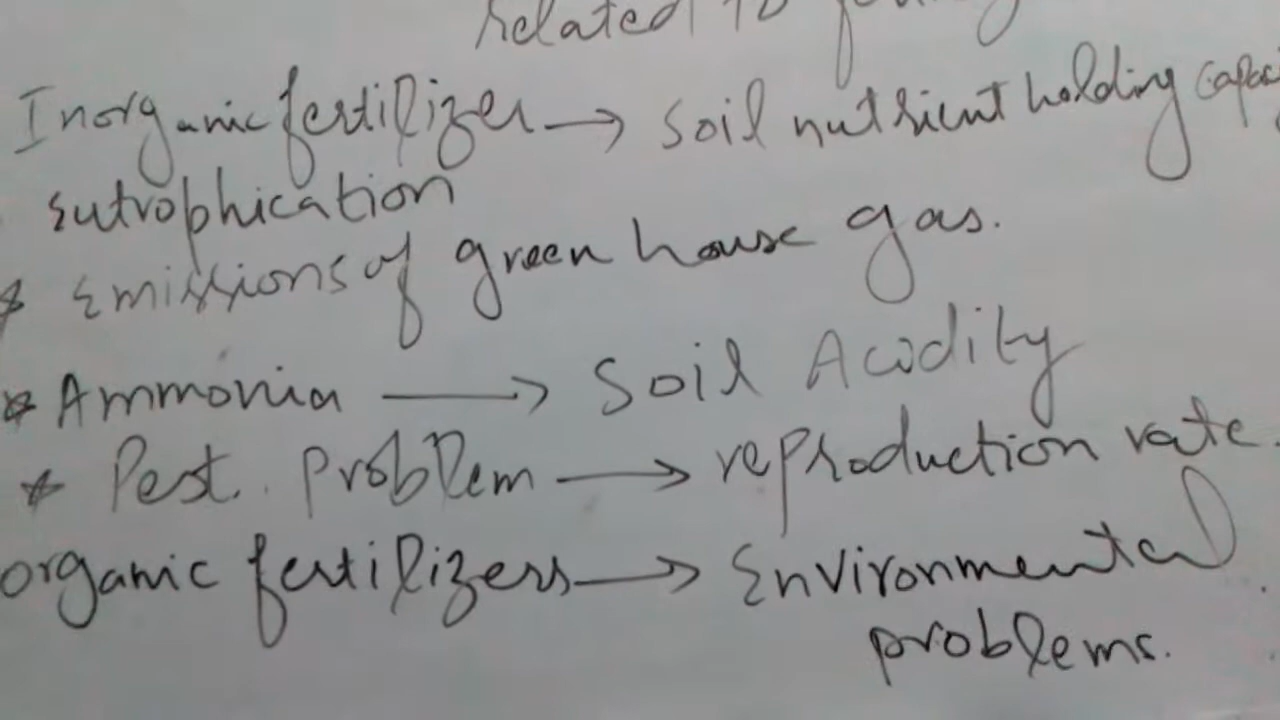 related to
Inorganic fertilizer → Soil nutrient holding capac
eutrophication
* Emissions of green house gas.
* Ammonia → Soil Acidity
* Pest. problem → reproduction rate.
organic fertilizers → Environmental
problems.